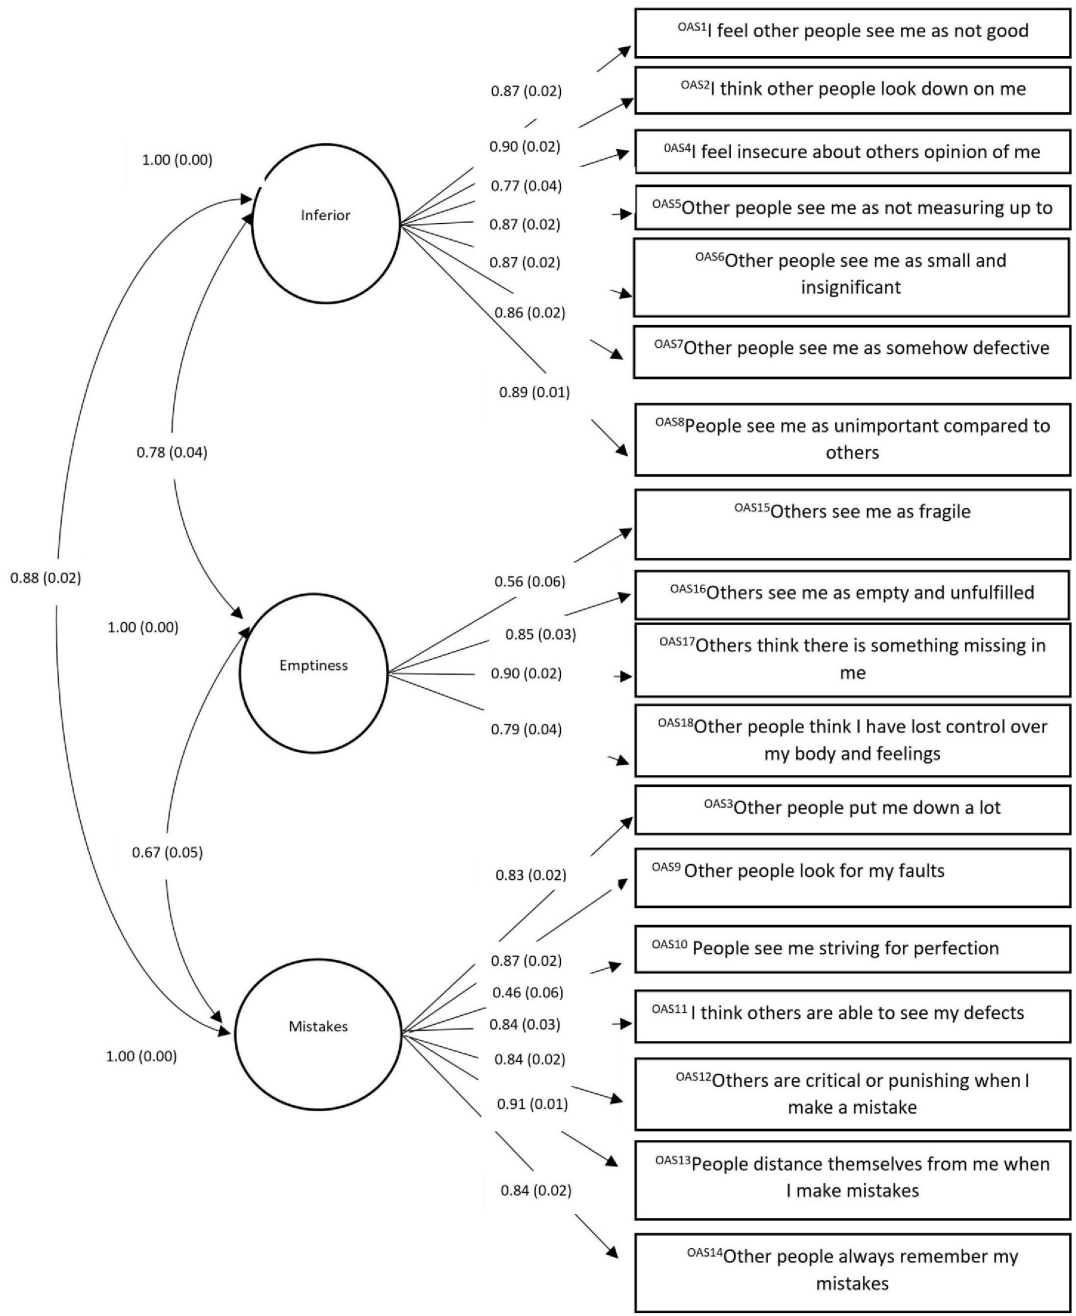 OAS1I feel other people see me as not good
0.87 (0.02)
OAS2I think other people look down on me
0.90 (0.02)
1.00 (0.00)
0AS4I feel insecure about others opinion of me
0.77 (0.04)
Inferior
OAS5Other people see me as not measuring up to
0.87 (0.02)
0.87 (0.02)
OAS6Other people see me as small and
insignificant
0.86 (0.02)
OAS7Other people see me as somehow defective
0.89 (0.01)
OAS8People see me as unimportant compared to
others
0.78 (0.04)
OAS15Others see me as fragile
0.88 (0.02)
0.56 (0.06)
OAS16Others see me as empty and unfulfilled
1.00 (0.00)
0.85 (0.03)
OAS17Others think there is something missing in
me
Emptiness
0.90 (0.02)
0.79 (0.04)
OAS18Other people think I have lost control over
my body and feelings
OAS3Other people put me down a lot
0.67 (0.05)
0.83 (0.02)
OAS9 Other people look for my faults
0.87 (0.02)
OAS10 People see me striving for perfection
0.46 (0.06)
Mistakes
0.84 (0.03)
OAS11 I think others are able to see my defects
1.00 (0.00)
0.84 (0.02)
OAS12Others are critical or punishing when I
make a mistake
0.91 (0.01)
OAS13People distance themselves from me when
I make mistakes
0.84 (0.02)
OAS14Other people always remember my
mistakes